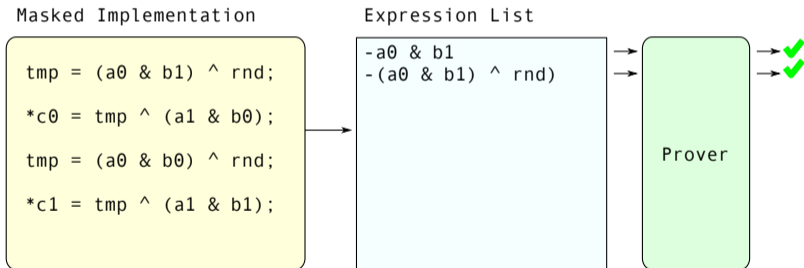 Masked Implementation
tmp = (a0 & b1) ^ rnd;
*c0 = tmp ^ (a1 & b0);
tmp = (a0 & b0) ^ rnd;
*c1 = tmp ^ (a1 & b1);
Expression List
-a0 & b1
-(a0 & b1) ^ rnd)
Prover